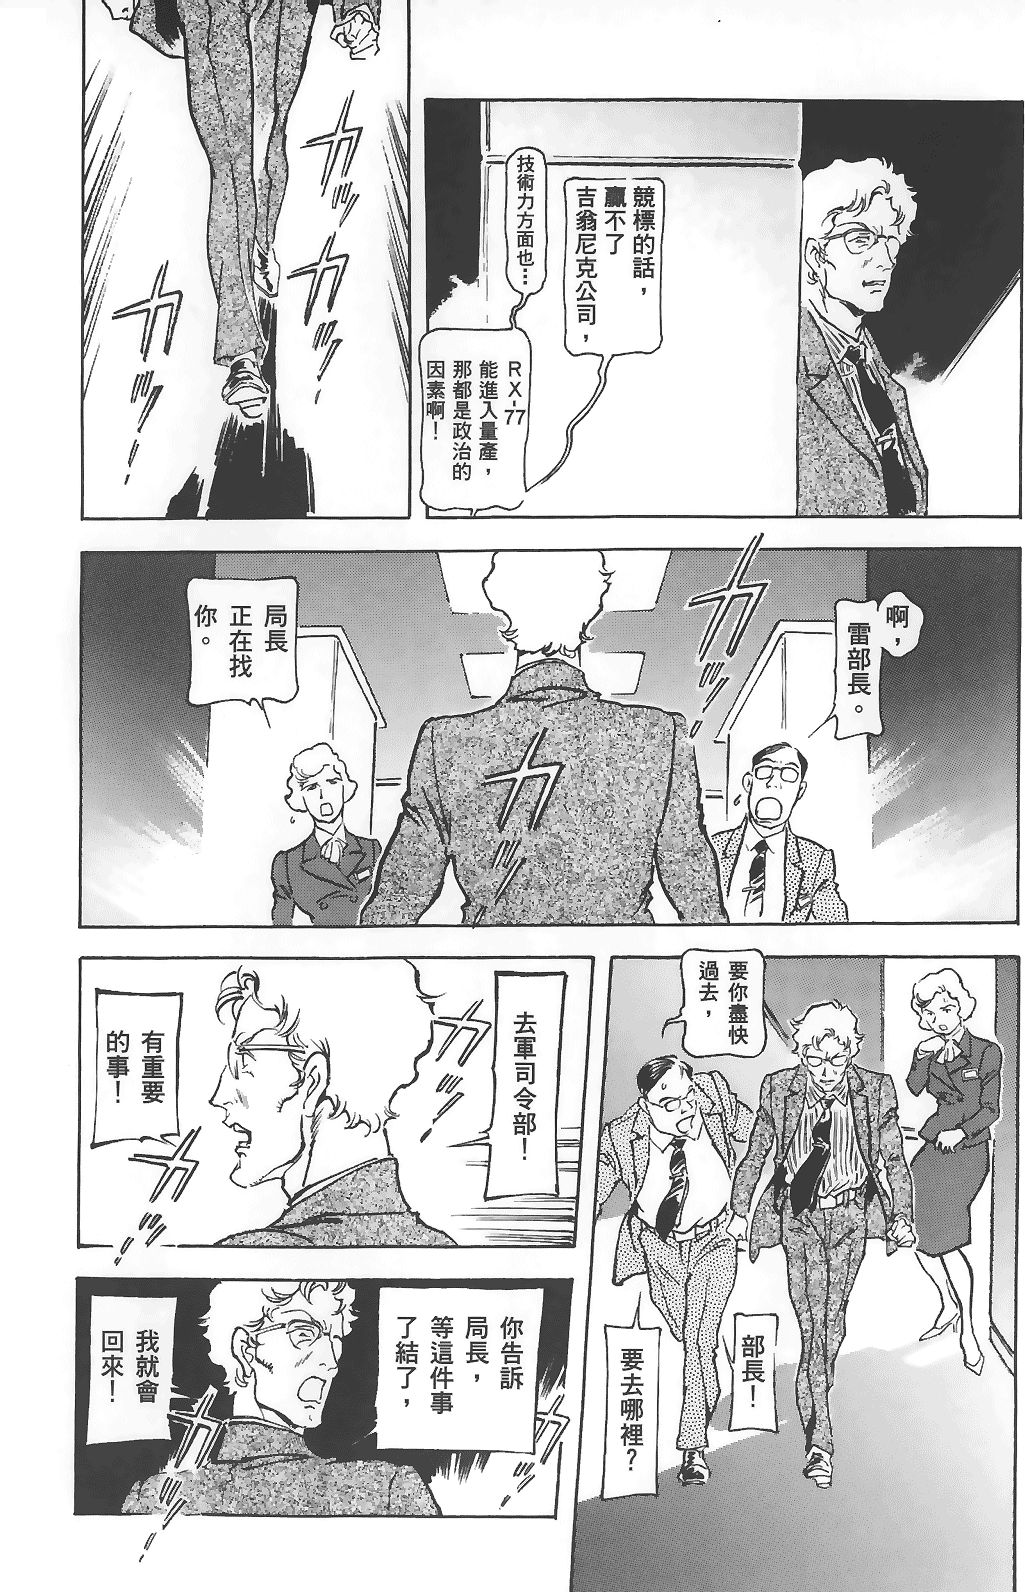 競標的話，
贏不了
吉翁尼克公司，
技術力方面也…
RX-77
能進入量產，
那都是政治的
因素啊！
カッ
カッ
カッ
カッ
啊，
雷部長。
局長
正在找
你。
カッ
カッ
要你盡快
過去，
部長！
要去哪裡？
去軍司令部！
有重要
的事！
カッ
カッ
你告訴
局長，
等這件事
了結了，
我就會
回來！
カッ
カッ